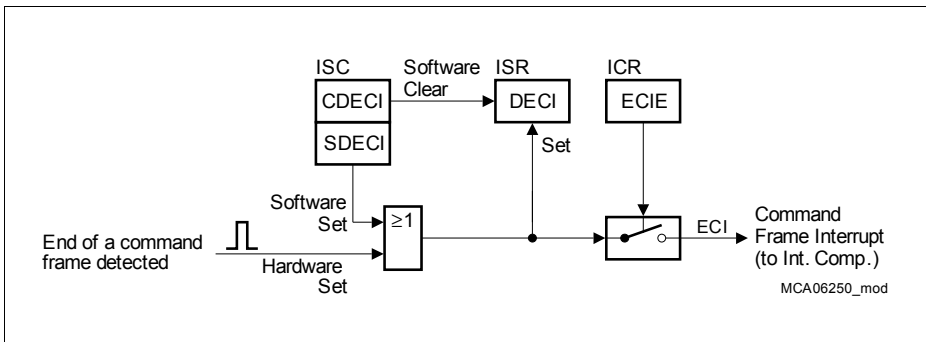 ISC
Software
Clear
ISR
ICR
CDECI
DECI
ECIE
SDECI
Set
Software
Set
≥1
End of a command
frame detected
Hardware
Set
ECI
Command
Frame Interrupt
(to Int. Comp.)
MCA06250_mod